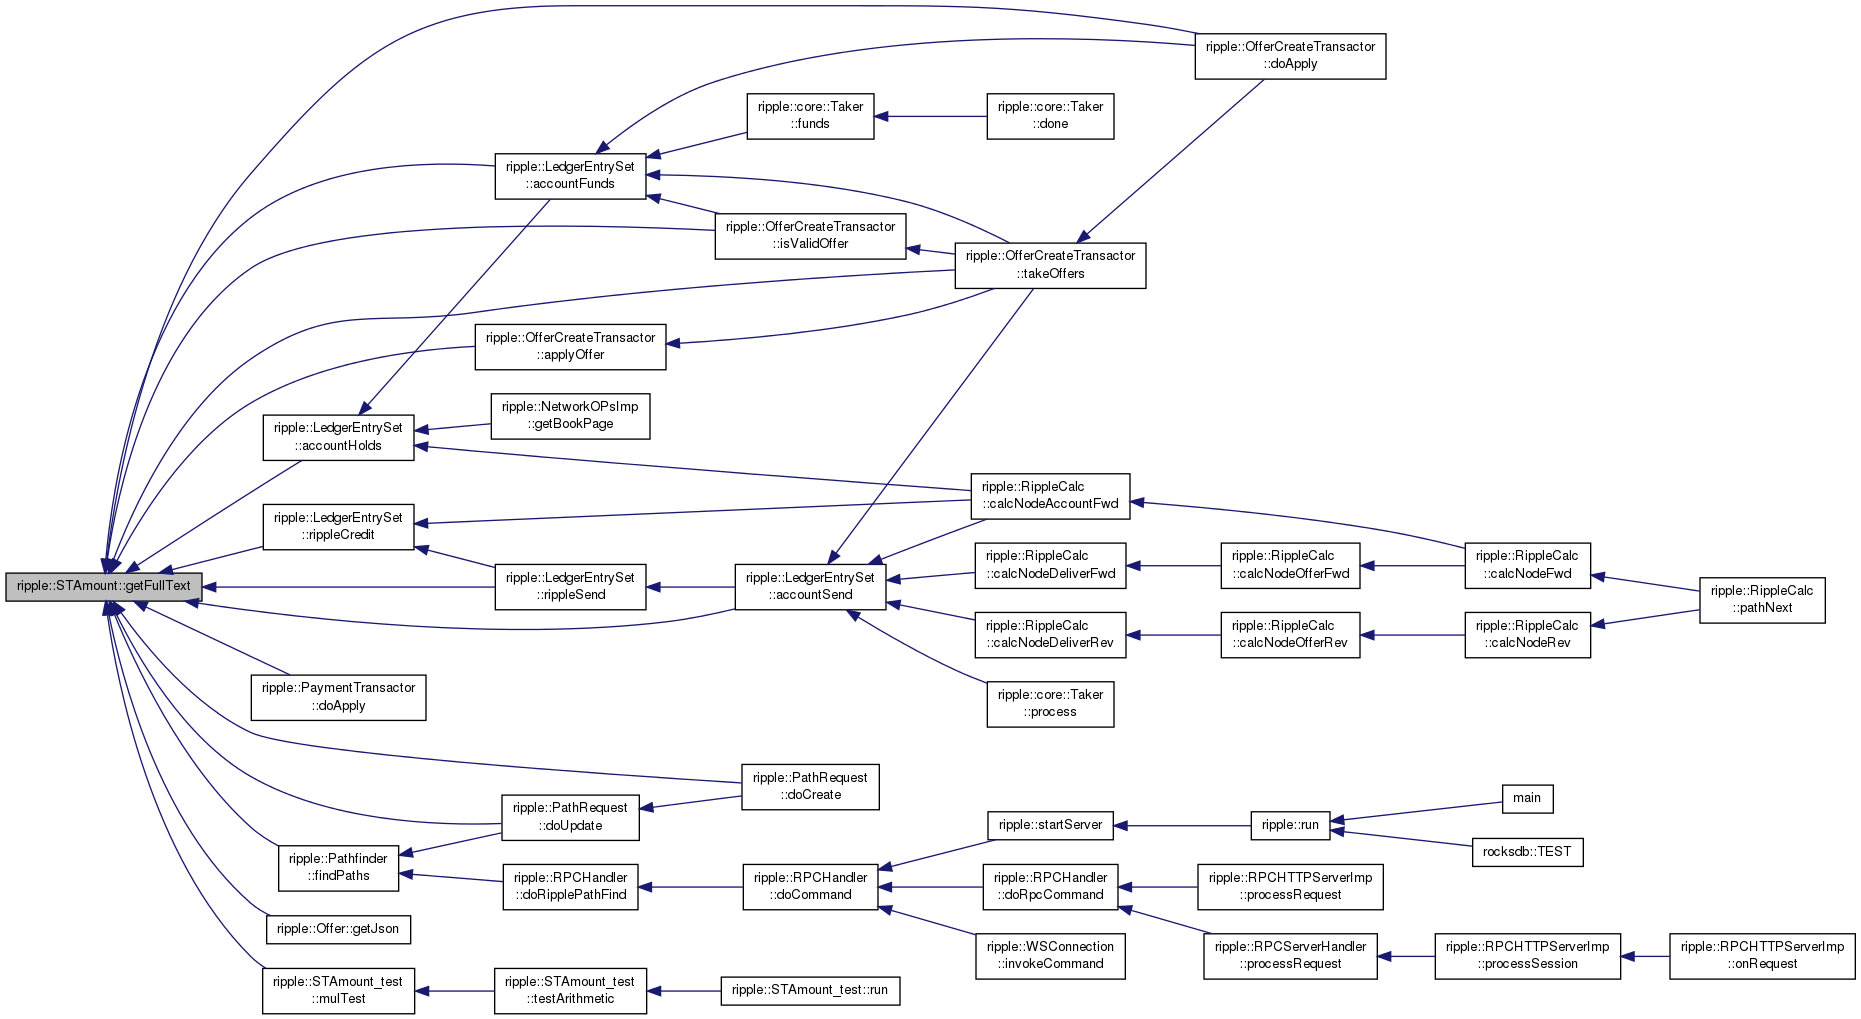 ripple::OfferCreateTransactor
::doApply
ripple::core::Taker
::funds
ripple::core::Taker
::done
ripple::LedgerEntrySet
::accountFunds
ripple::OfferCreateTransactor
::isValidOffer
ripple::OfferCreateTransactor
::takeOffers
ripple::OfferCreateTransactor
::applyOffer
ripple::LedgerEntrySet
::accountHolds
ripple::NetworkOPsImp
::getBookPage
ripple::RippleCalc
::calcNodeAccountFwd
ripple::LedgerEntrySet
::rippleCredit
ripple::STAmount::getFullText
ripple::LedgerEntrySet
::rippleSend
ripple::LedgerEntrySet
::accountSend
ripple::RippleCalc
::calcNodeDeliverFwd
ripple::RippleCalc
::calcNodeOfferFwd
ripple::RippleCalc
::calcNodeFwd
ripple::RippleCalc
::pathNext
ripple::RippleCalc
::calcNodeDeliverRev
ripple::RippleCalc
::calcNodeOfferRev
ripple::RippleCalc
::calcNodeRev
ripple::PaymentTransactor
::doApply
ripple::core::Taker
::process
ripple::PathRequest
::doCreate
ripple::PathRequest
::doUpdate
ripple::startServer
ripple::run
main
rocksdb::TEST
ripple::Pathfinder
::findPaths
ripple::RPCHandler
::doRipplePathFind
ripple::RPCHandler
::doCommand
ripple::RPCHandler
::doRpcCommand
ripple::RPCHTTPServerImp
::processRequest
ripple::Offer::getJson
ripple::WSConnection
::invokeCommand
ripple::RPCServerHandler
::processRequest
ripple::RPCHTTPServerImp
::processSession
ripple::RPCHTTPServerImp
::onRequest
ripple::STAmount_test
::mulTest
ripple::STAmount_test
::testArithmetic
ripple::STAmount_test::run